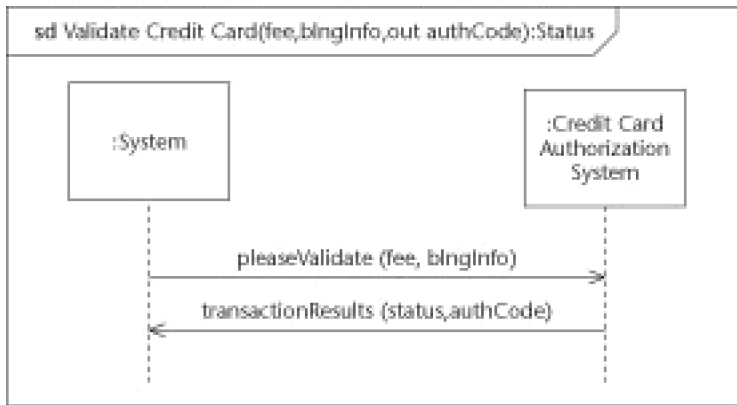 sd Validate Credit Card(fee,blngInfo,out authCode):Status
:System
:Credit Card
Authorization
System
pleaseValidate (fee, blngInfo)
transactionResults (status,authCode)